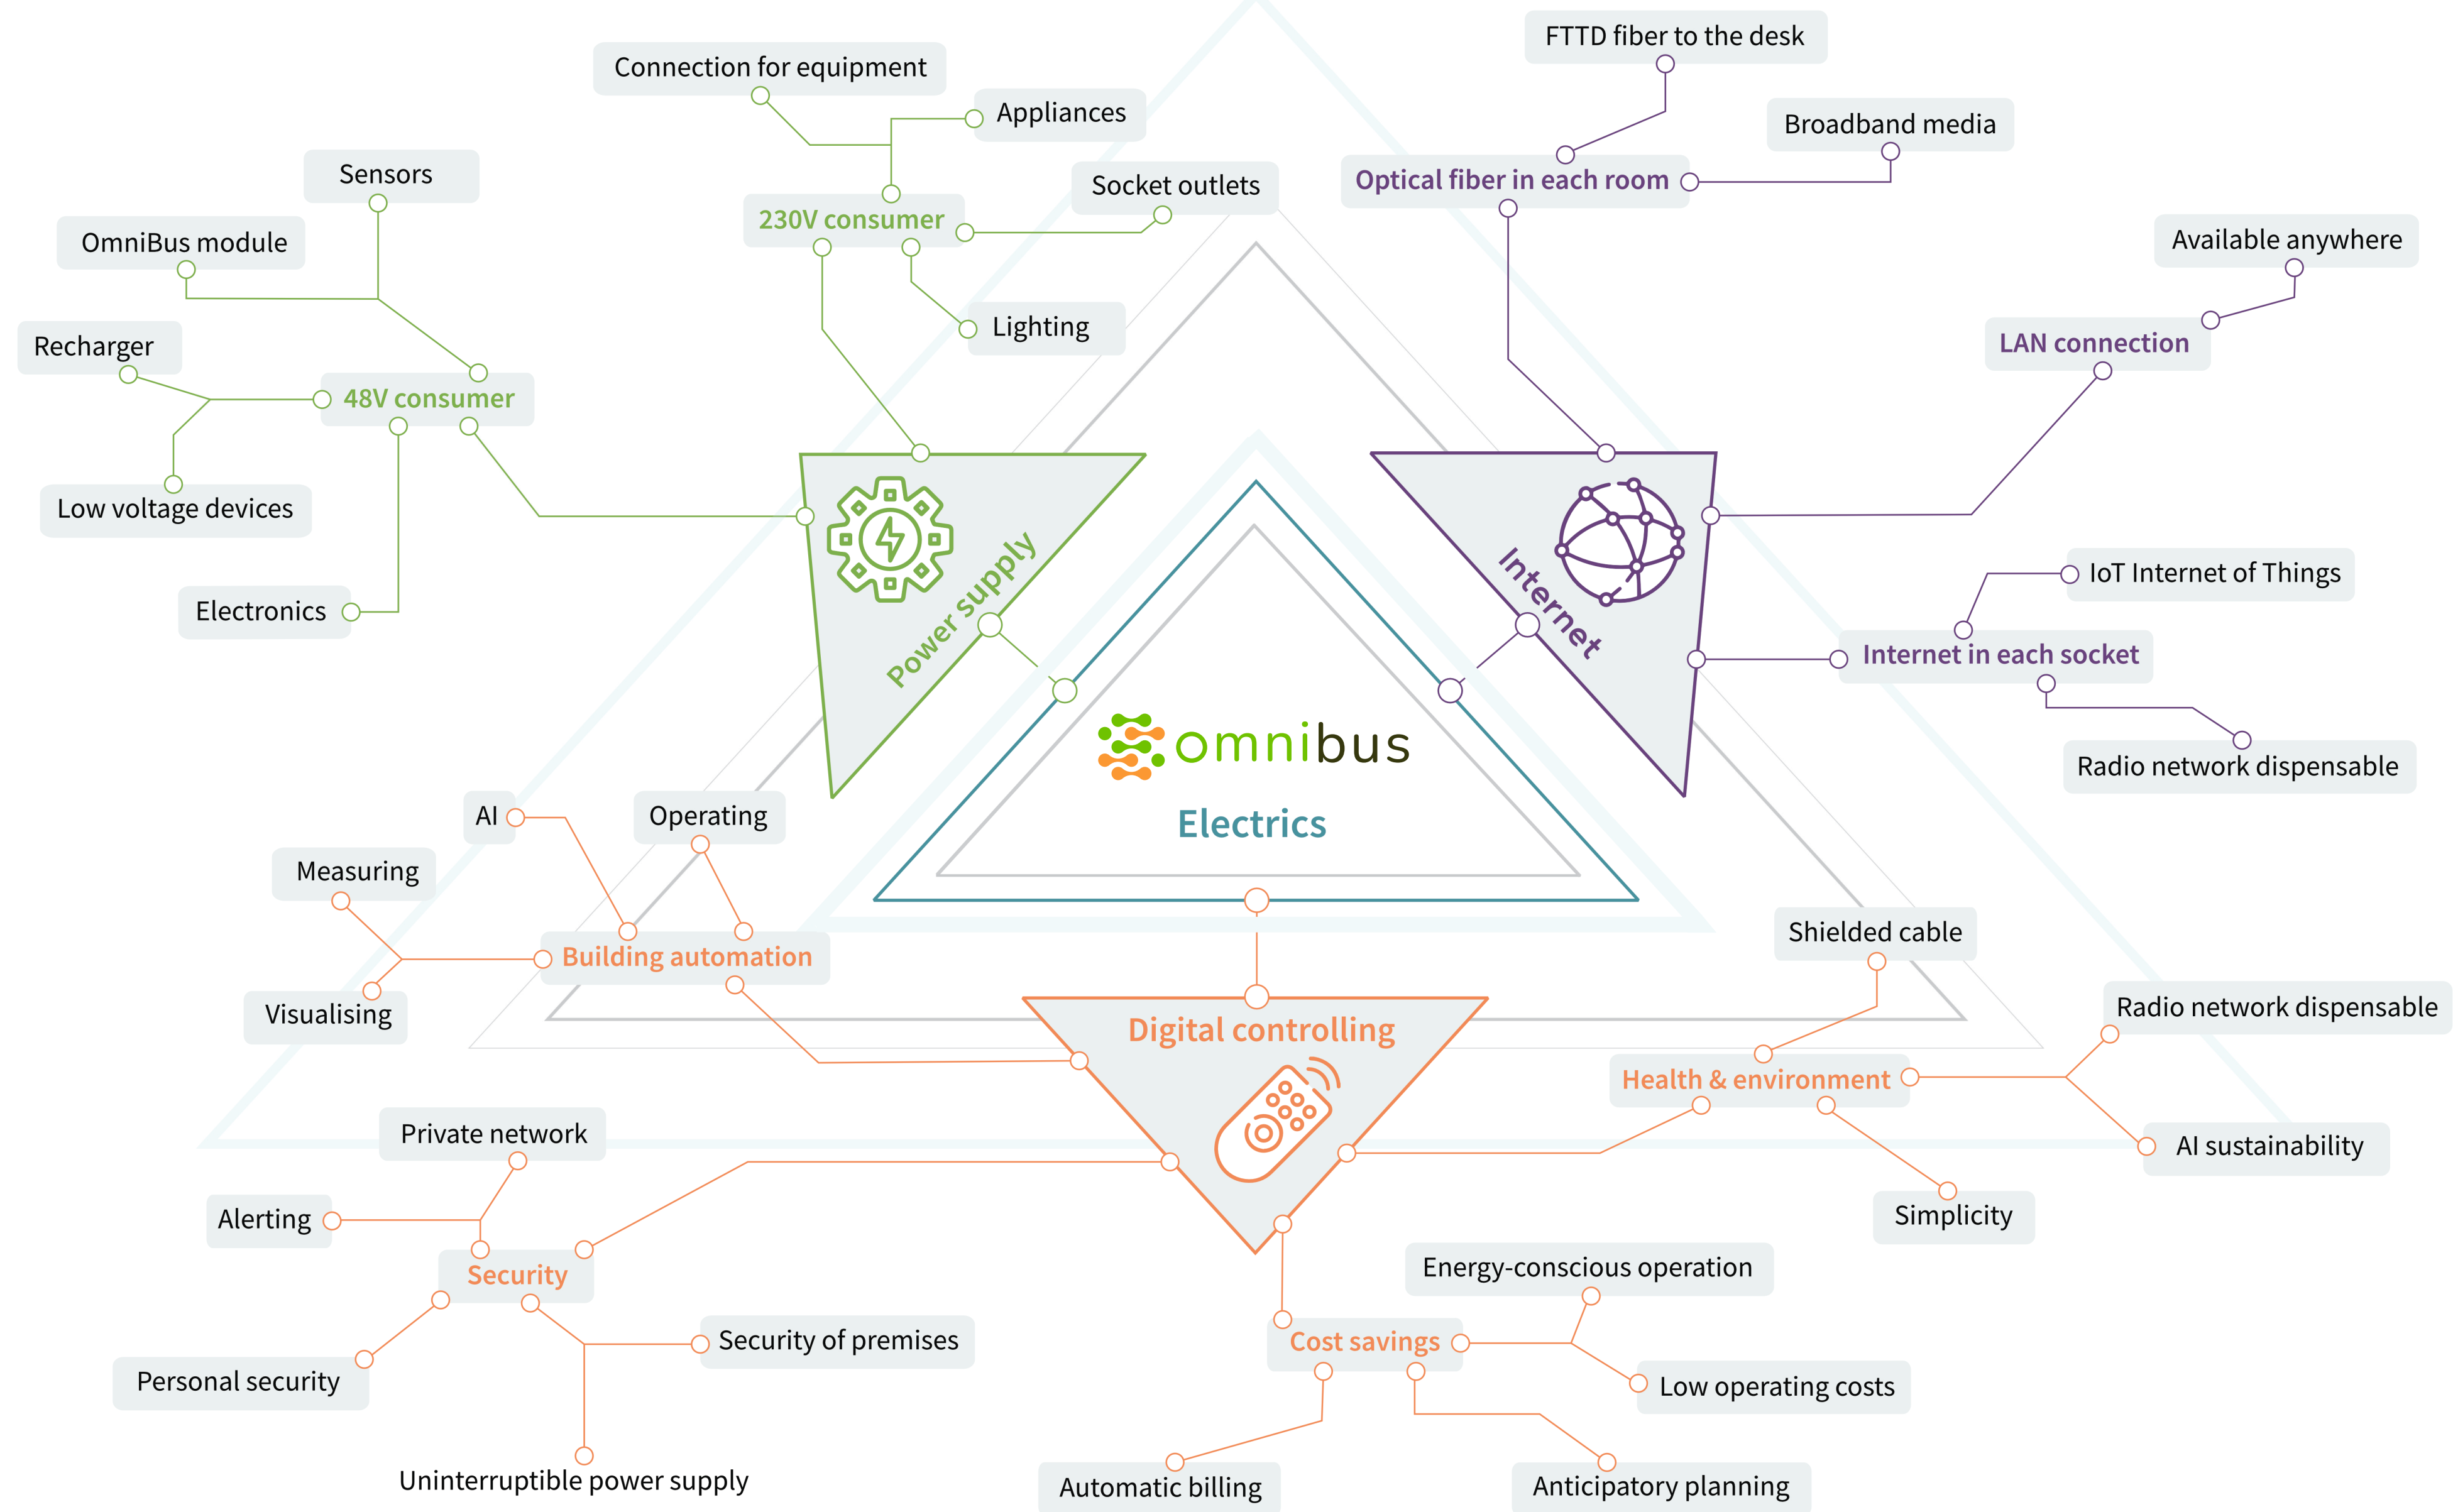 FTTD fiber to the desk
Connection for equipment
Appliances
Broadband media
Sensors
Socket outlets
Optical fiber in each room
230V consumer
OmniBus module
Available anywhere
Lighting
Recharger
LAN connection
48V consumer
Low voltage devices
Electronics
Power supply
Internet
IoT Internet of Things
Internet in each socket
Radio network dispensable
omnibus
Electrics
AI
Operating
Measuring
Building automation
Visualising
Shielded cable
Digital controlling
Radio network dispensable
Health & environment
AI sustainability
Simplicity
Private network
Alerting
Security
Personal security
Security of premises
Uninterruptible power supply
Energy-conscious operation
Cost savings
Low operating costs
Automatic billing
Anticipatory planning